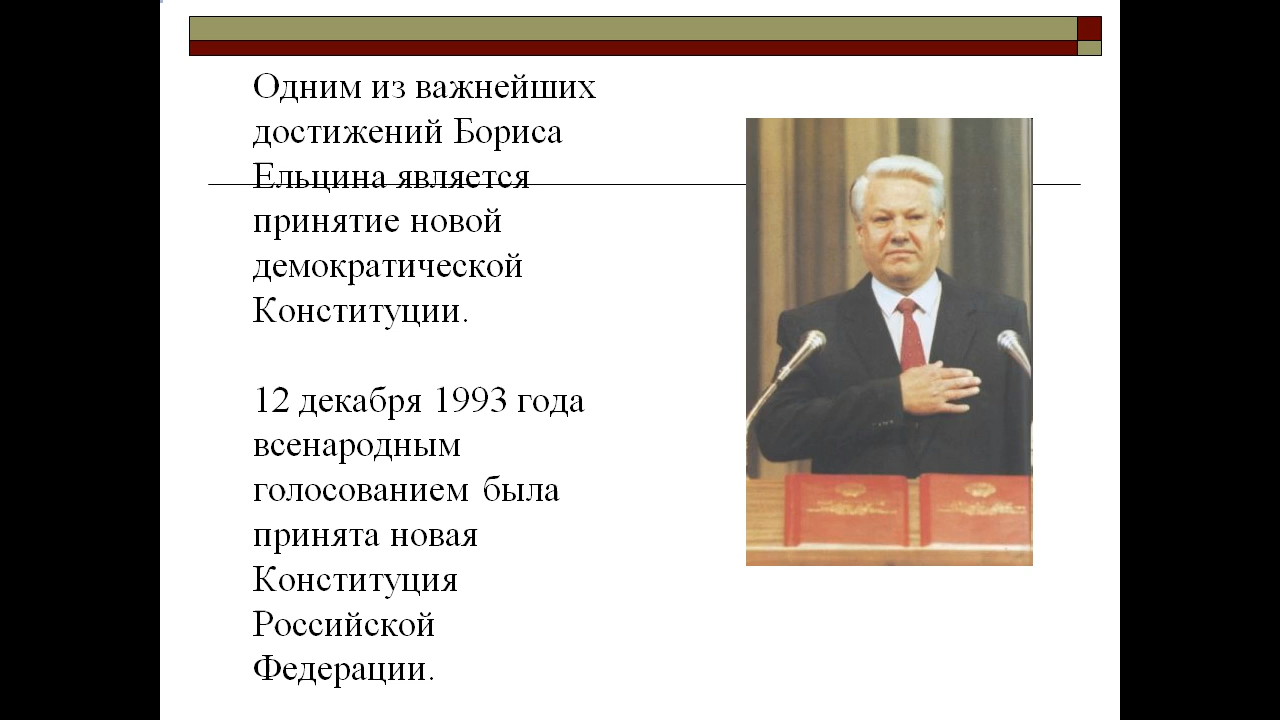 Одним из важнейших
достижений Бориса
Ельцина является
принятие новой
демократической
Конституции.
12 декабря 1993 года
всенародным
голосованием была
принята новая
Конституция
Российской
Федерации.